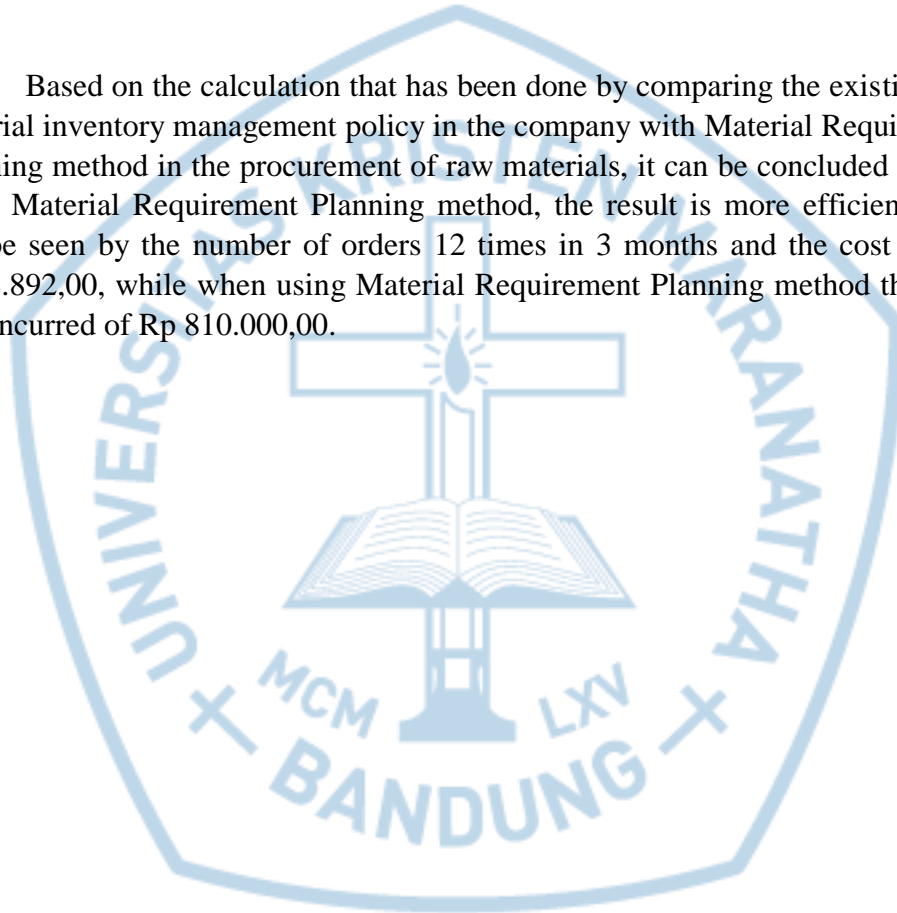 Based on the calculation that has been done by comparing the existi
rial inventory management policy in the company with Material Requi
ning method in the procurement of raw materials, it can be concluded
Material Requirement Planning method, the result is more efficien
be seen by the number of orders 12 times in 3 months and the cost
.892,00, while when using Material Requirement Planning method th
ncurred of Rp 810.000,00.
UNIVERSITAS KRISTEN MARANATHA
MCM LXV
BANDUNG